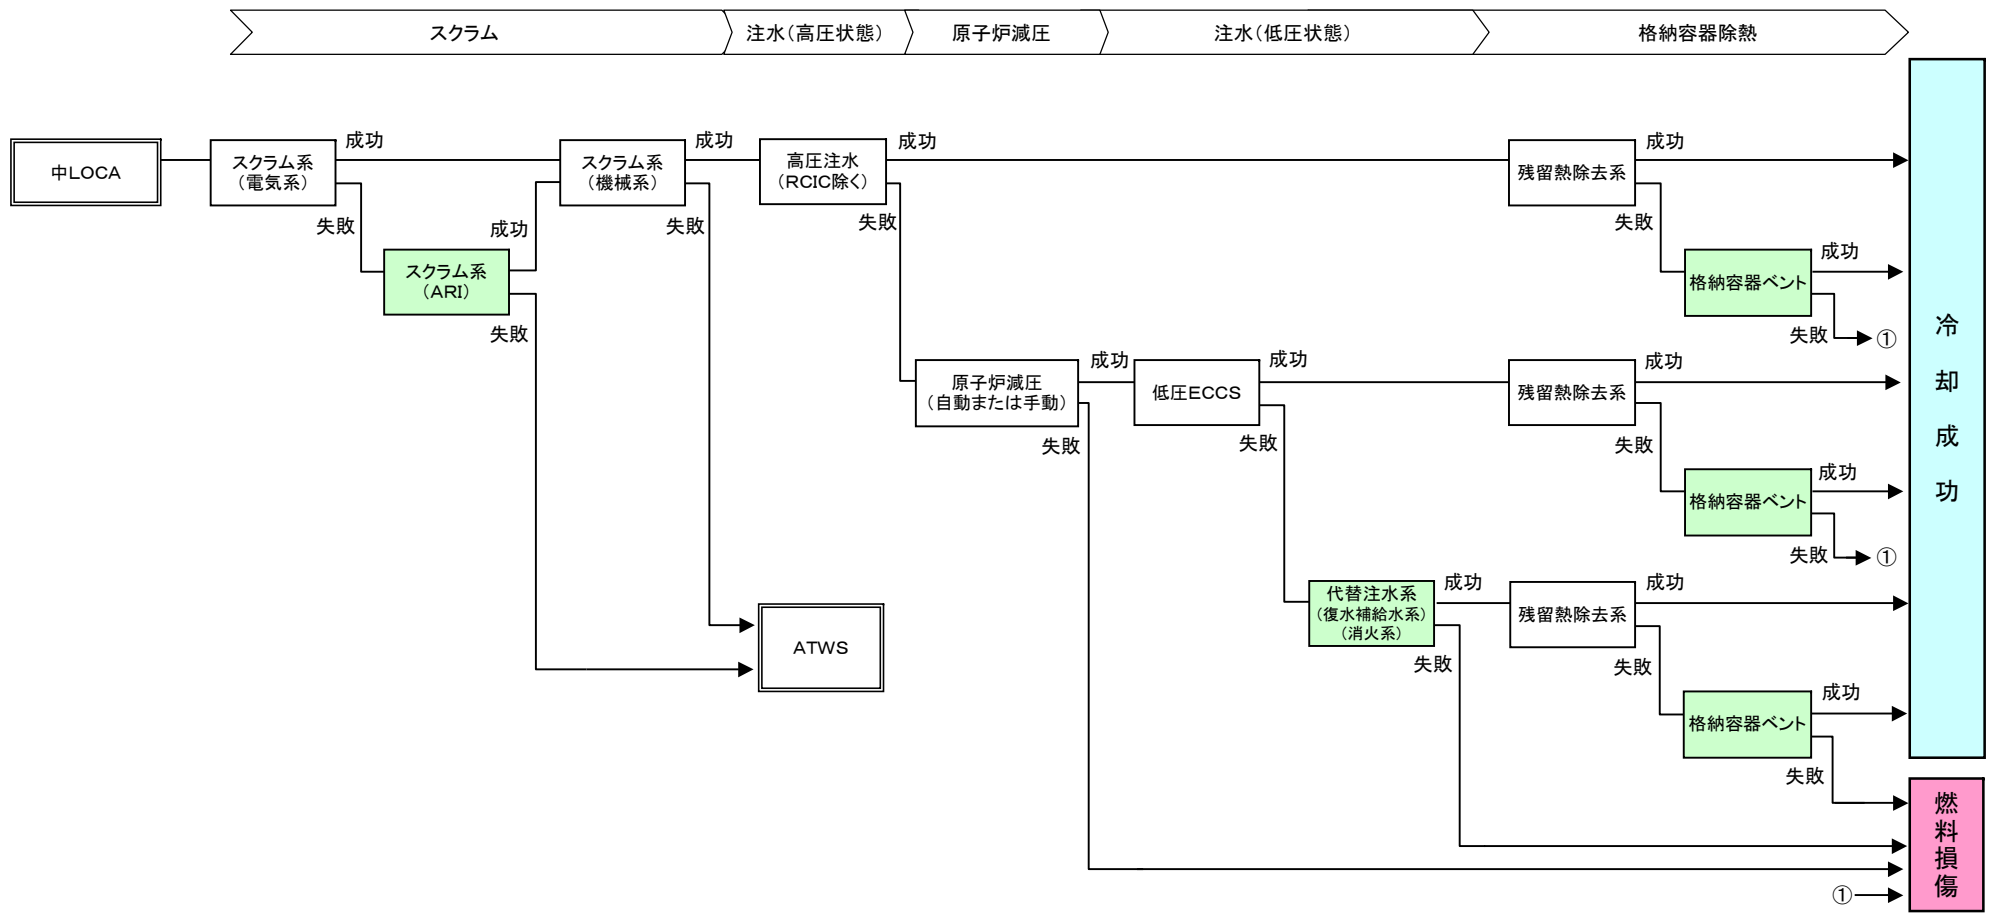 スクラム
注水（高圧状態）
原子炉減圧
注水（低圧状態）
格納容器除熱
中LOCA
スクラム系
（電気系）
成功
失敗
スクラム系
（ARI）
成功
失敗
スクラム系
（機械系）
成功
失敗
高圧注水
（RCIC除く）
成功
失敗
残留熱除去系
成功
失敗
格納容器ベント
成功
失敗
①
原子炉減圧
（自動または手動）
成功
失敗
低圧ECCS
成功
失敗
残留熱除去系
成功
失敗
格納容器ベント
成功
失敗
①
代替注水系
（復水補給水系）
（消火系）
成功
失敗
残留熱除去系
成功
失敗
格納容器ベント
成功
失敗
ATWS
①
冷却成功
燃料損傷